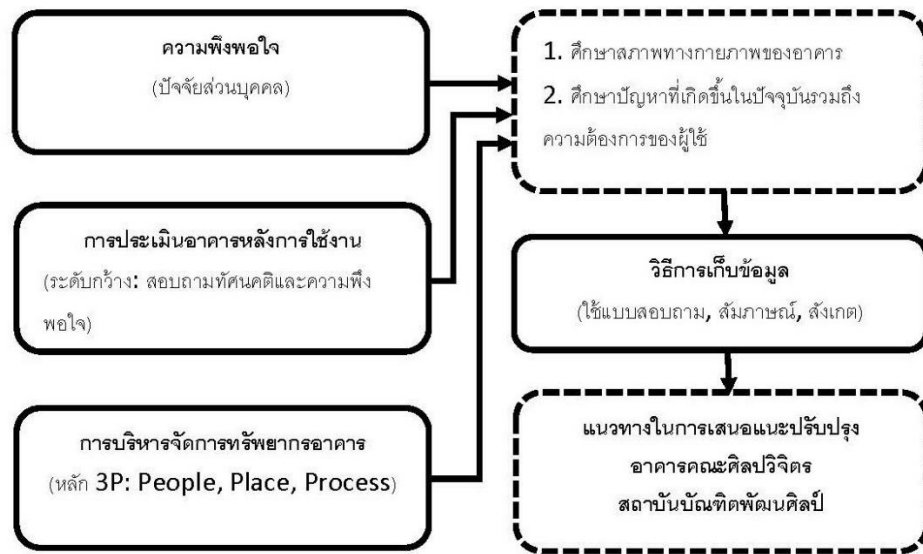 ความพึงพอใจ
(ปัจจัยส่วนบุคคล)
การประเมินอาคารหลังการใช้งาน
(ระดับกว้าง: สอบถามทัศนคติและความพึง
พอใจ)
การบริหารจัดการทรัพยากรอาคาร
(หลัก 3P: People, Place, Process)
1. ศึกษาสภาพทางกายภาพของอาคาร
2. ศึกษาปัญหาที่เกิดขึ้นในปัจจุบันรวมถึง
ความต้องการของผู้ใช้
วิธีการเก็บข้อมูล
(ใช้แบบสอบถาม, สัมภาษณ์, สังเกต)
แนวทางในการเสนอแนะปรับปรุง
อาคารคณะศิลปวิจิตร
สถาบันบัณฑิตพัฒนศิลป์